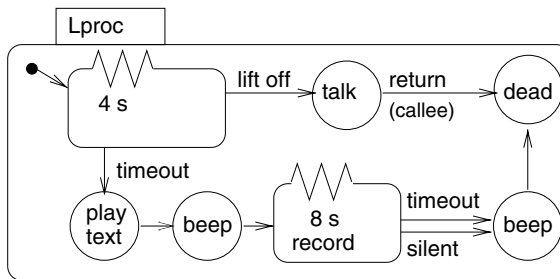 Lproc
4 s
lift off
talk
return
(callee)
dead
timeout
play
text
beep
8 s
record
timeout
silent
beep